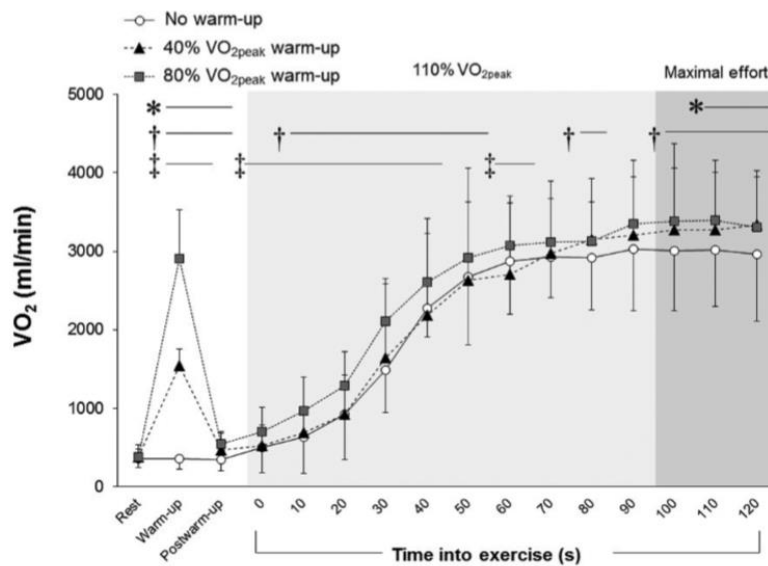 No warm-up
40% VO2peak warm-up
80% VO2peak warm-up
110% VO2peak
Maximal effort
5000
4000
3000
2000
1000
0
VO2 (ml/min)
*
†
‡
‡
†
‡
†
†
*
Rest
Warm-up
Postwarm-up
0
10
20
30
40
50
60
70
80
90
100
110
120
Time into exercise (s)